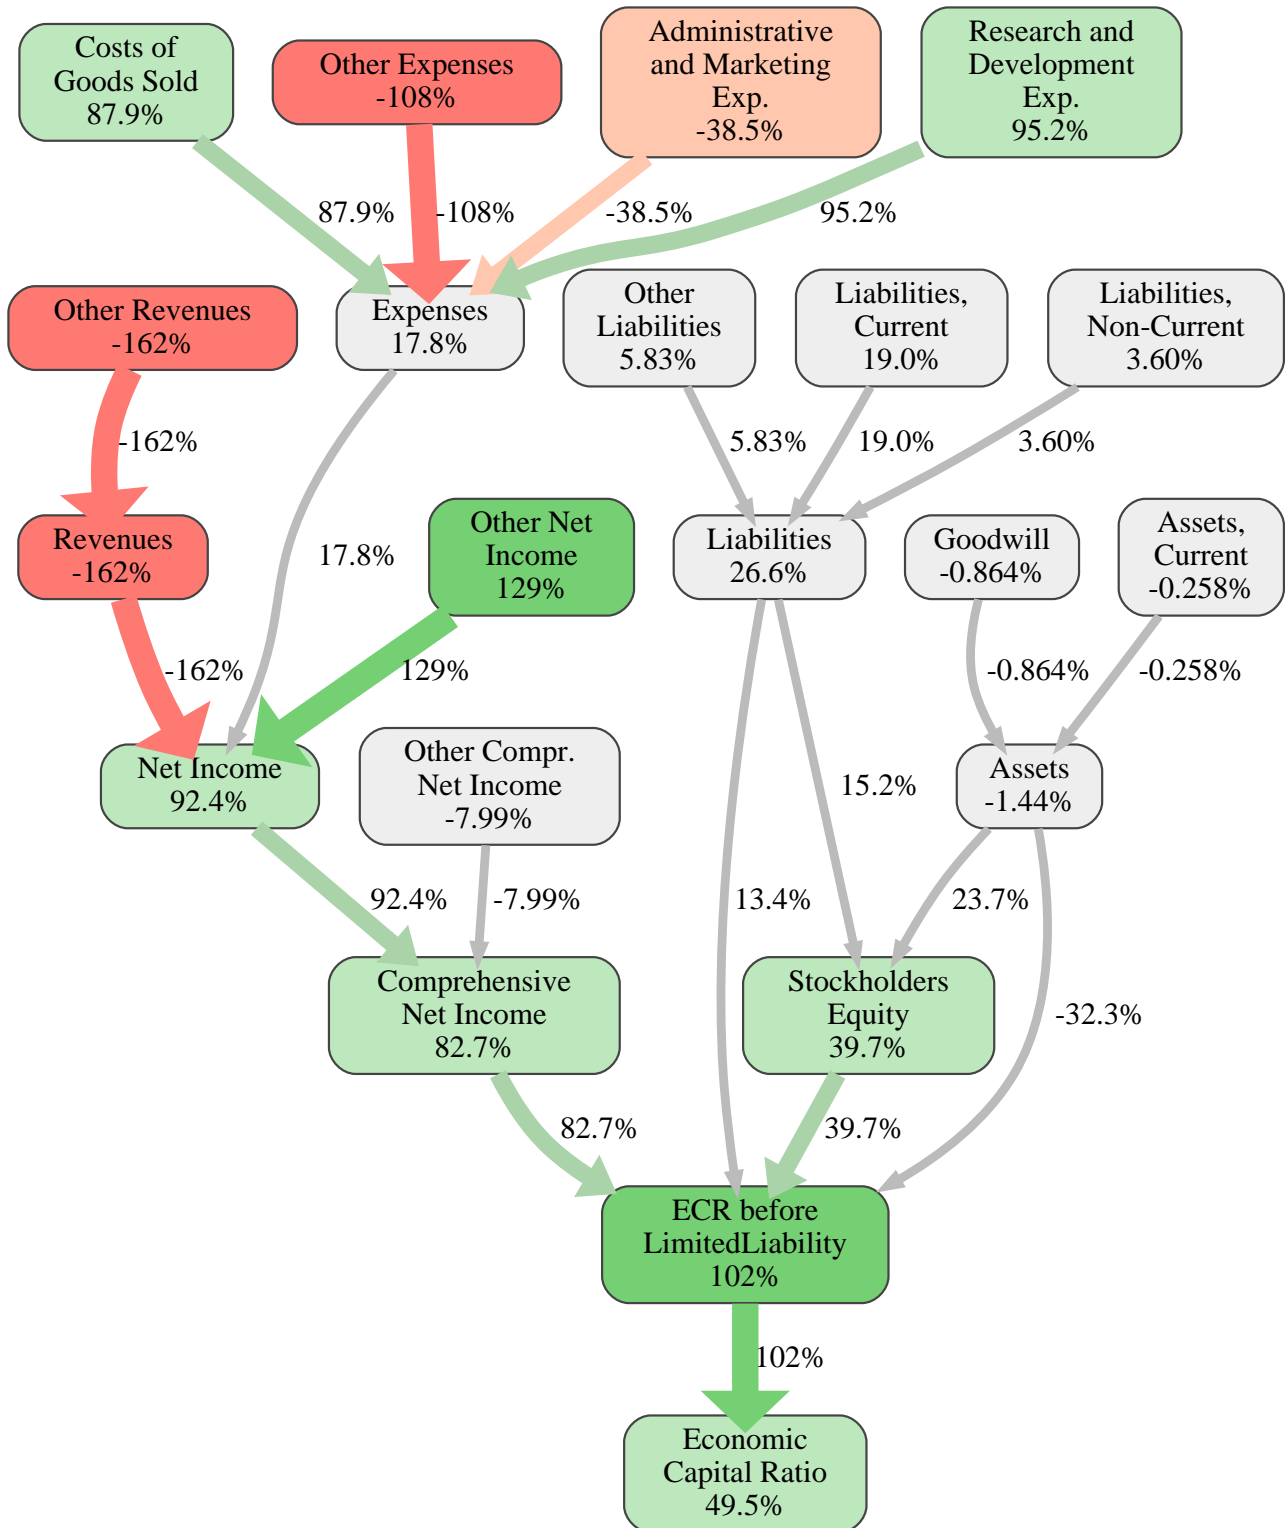 Costs of
Goods Sold
87.9%
Other Expenses
-108%
Administrative
and Marketing
Exp.
-38.5%
Research and
Development
Exp.
95.2%
87.9%
-108%
-38.5%
95.2%
Other Revenues
-162%
Expenses
17.8%
Other
Liabilities
5.83%
Liabilities,
Current
19.0%
Liabilities,
Non-Current
3.60%
-162%
5.83%
19.0%
3.60%
Revenues
-162%
17.8%
Other Net
Income
129%
Liabilities
26.6%
Goodwill
-0.864%
Assets,
Current
-0.258%
-162%
129%
-0.864%
-0.258%
Net Income
92.4%
Other Compr.
Net Income
-7.99%
15.2%
Assets
-1.44%
92.4%
-7.99%
13.4%
23.7%
Comprehensive
Net Income
82.7%
Stockholders
Equity
39.7%
-32.3%
82.7%
39.7%
ECR before
LimitedLiability
102%
102%
Economic
Capital Ratio
49.5%